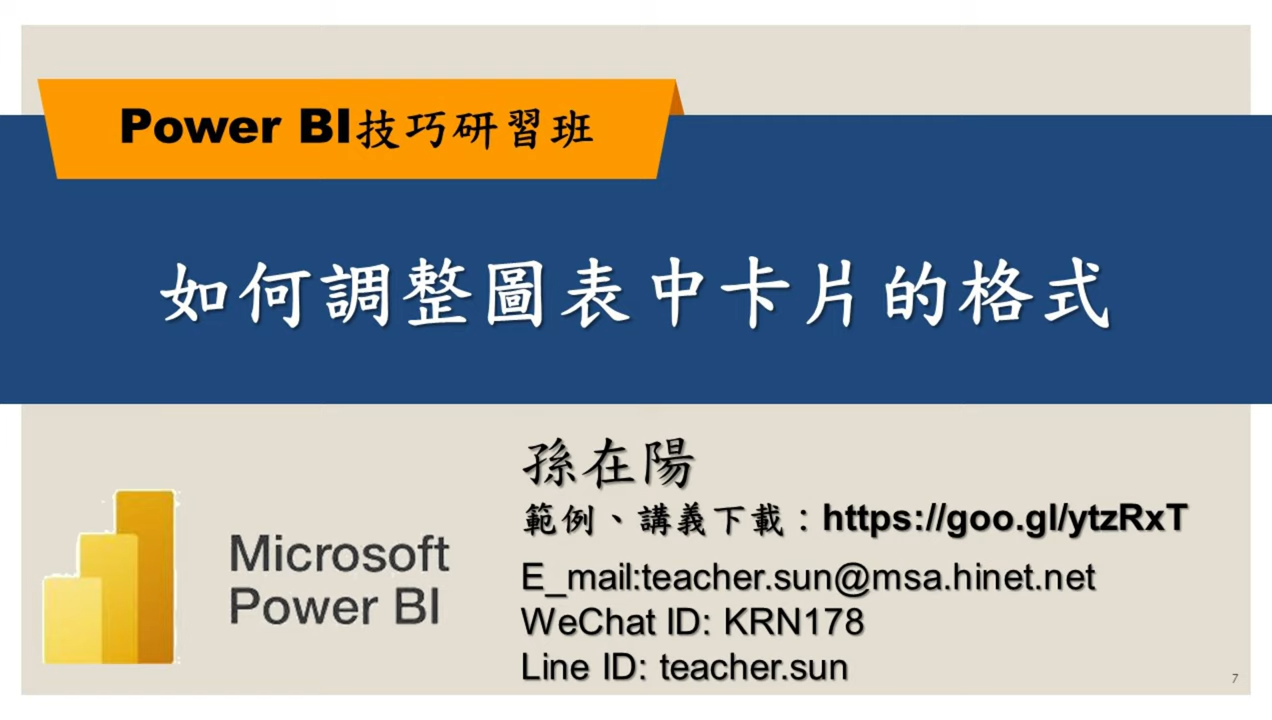 Power BI技巧研習班
如何調整圖表中卡片的格式
孫在陽
範例、講義下載：https://goo.gl/ytzRxT
Microsoft
Power BI
E_mail:teacher.sun@msa.hinet.net
WeChat ID: KRN178
Line ID: teacher.sun
7